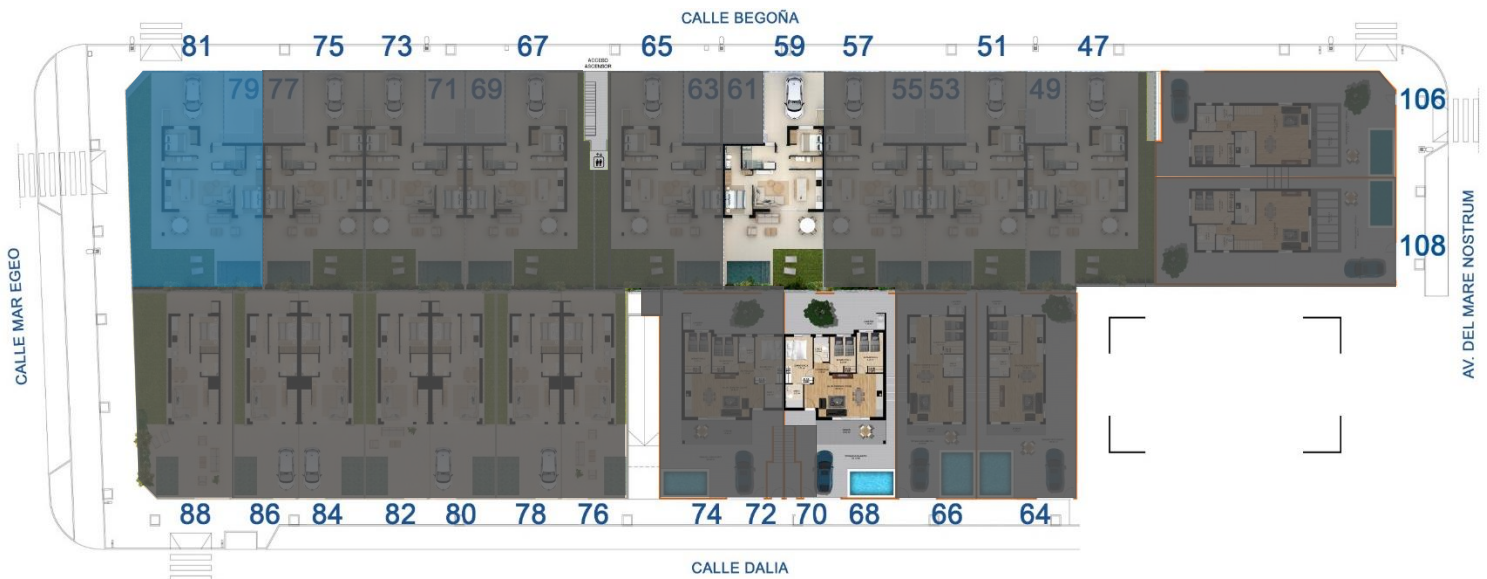 CALLE BEGOÑA
81 75 73 67 65 59 57 51 47
ACCESO
ASCENSOR
79 77 71 69 63 61 55 53 49
106
108
CALLE MAR EGEO
AV. DEL MARE NOSTRUM
88 86 84 82 80 78 76 74 72 70 68 66 64
CALLE DALIA